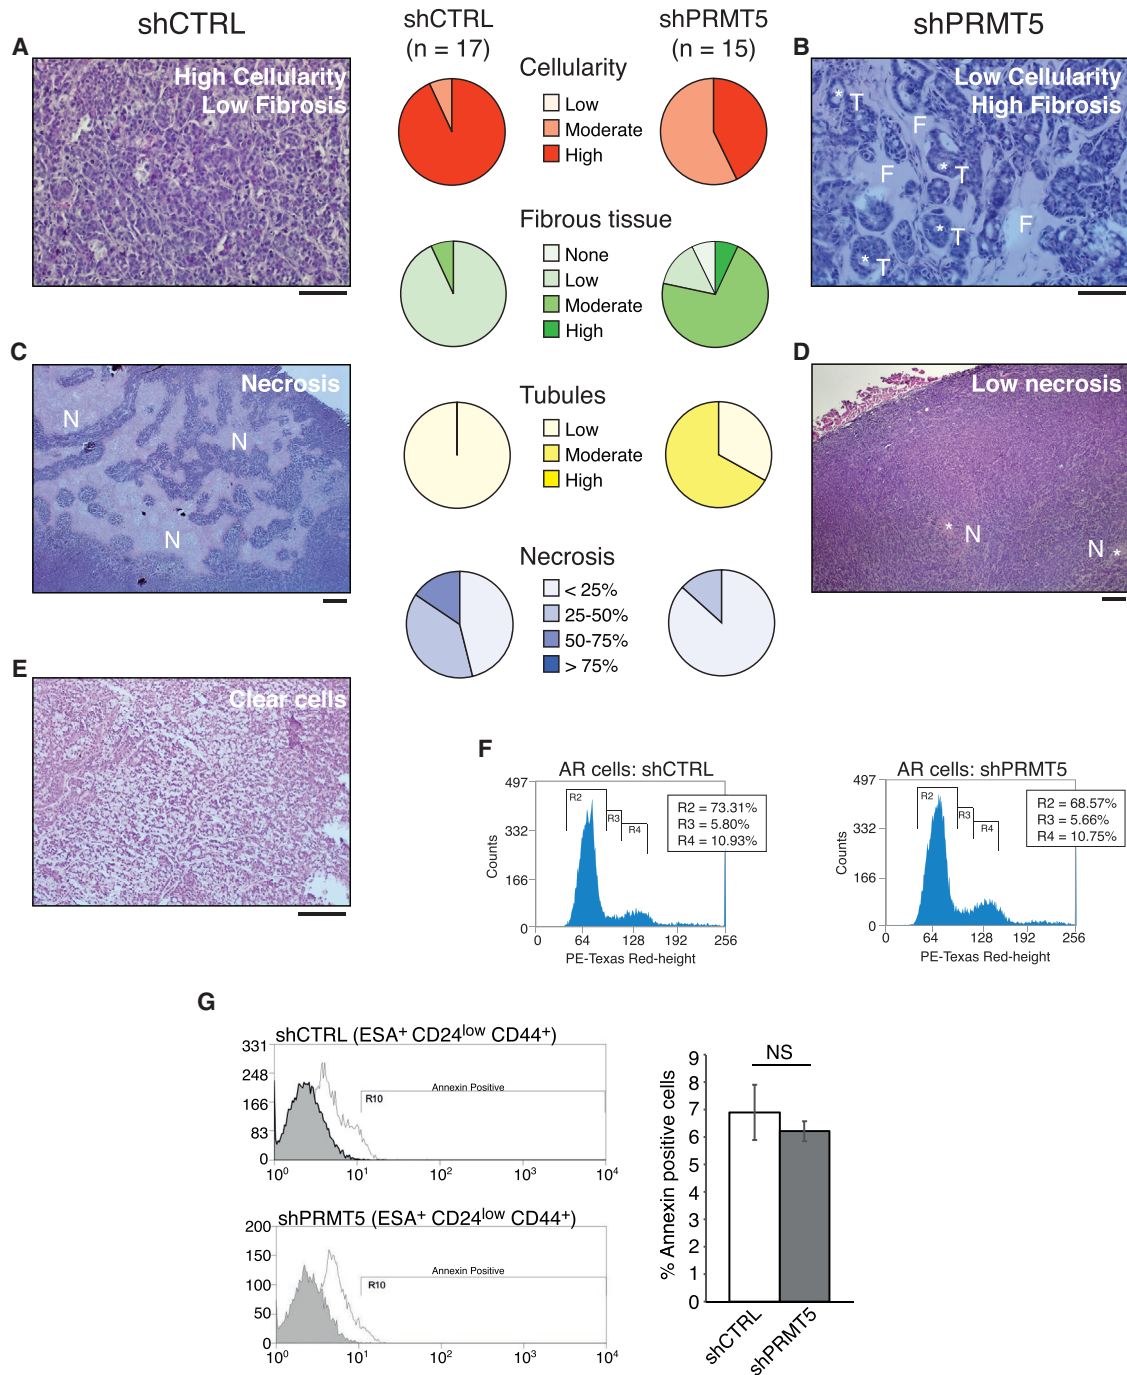 shCTRL
shCTRL
(n = 17)
shPRMT5
(n = 15)
shPRMT5
A
High Cellularity
Low Fibrosis
Cellularity
Low
Moderate
High
B
Low Cellularity
High Fibrosis
* T
F
F
* T
* T
F
* T
Fibrous tissue
None
Low
Moderate
High
C
Necrosis
N
N
N
Tubules
Low
Moderate
High
D
Low necrosis
* N
N *
Necrosis
< 25%
25-50%
50-75%
> 75%
E
Clear cells
F
AR cells: shCTRL
497
332
166
0
Counts
R2
R3
R4
R2 = 73.31%
R3 = 5.80%
R4 = 10.93%
0 64 128 192 256
PE-Texas Red-height
AR cells: shPRMT5
497
332
166
0
Counts
R2
R3
R4
R2 = 68.57%
R3 = 5.66%
R4 = 10.75%
0 64 128 192 256
PE-Texas Red-height
G
shCTRL (ESA⁺ CD24ˡᵒʷ CD44⁺)
331
248
166
83
0
Annexin Positive
R10
10⁰ 10¹ 10² 10³ 10⁴
shPRMT5 (ESA⁺ CD24ˡᵒʷ CD44⁺)
200
150
100
50
0
Annexin Positive
R10
10⁰ 10¹ 10² 10³ 10⁴
% Annexin positive cells
9
8
7
6
5
4
3
2
1
0
NS
shCTRL
shPRMT5